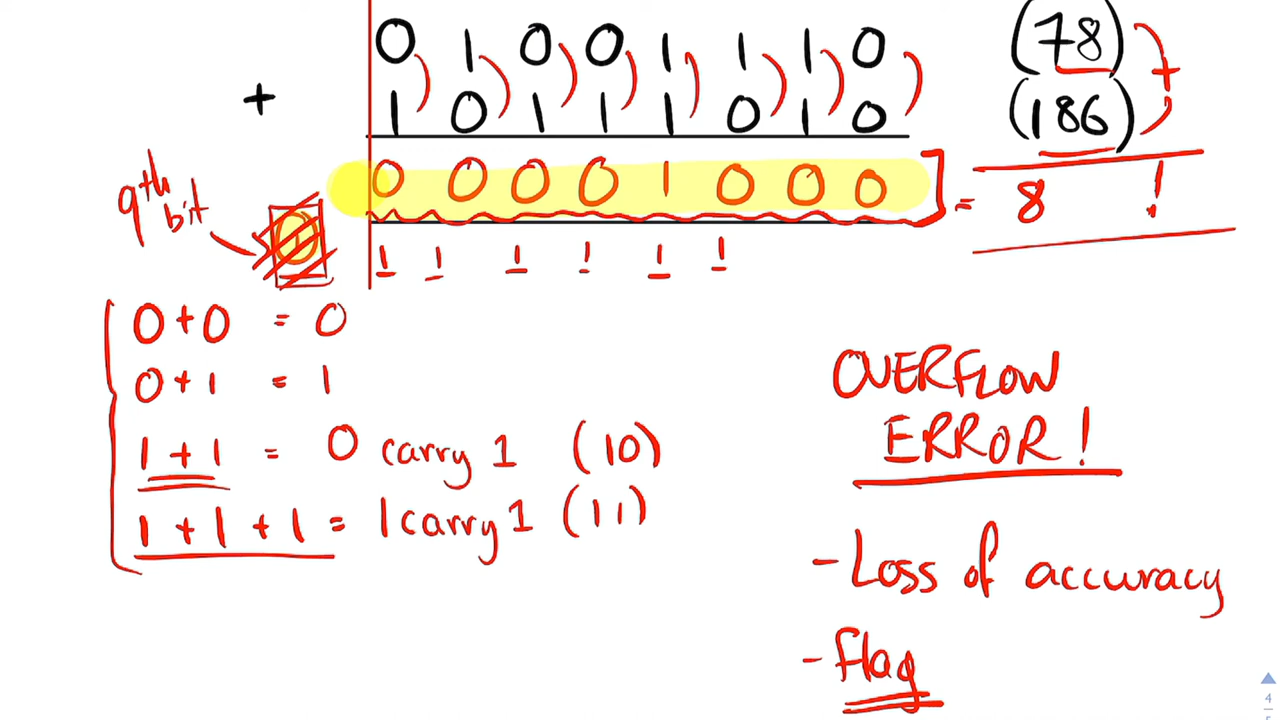 0 1 0 0 1 1 1 0 (78)
+ 1 0 1 1 1 0 1 0 (186) +
0 0 0 0 1 0 0 0 ] = 8 !
9th bit
1
1 1 1 1 1 1
0 + 0 = 0
0 + 1 = 1
1 + 1 = 0 carry 1 (10)
1 + 1 + 1 = 1 carry 1 (11)
OVERFLOW
ERROR!
- Loss of accuracy
- Flag
4